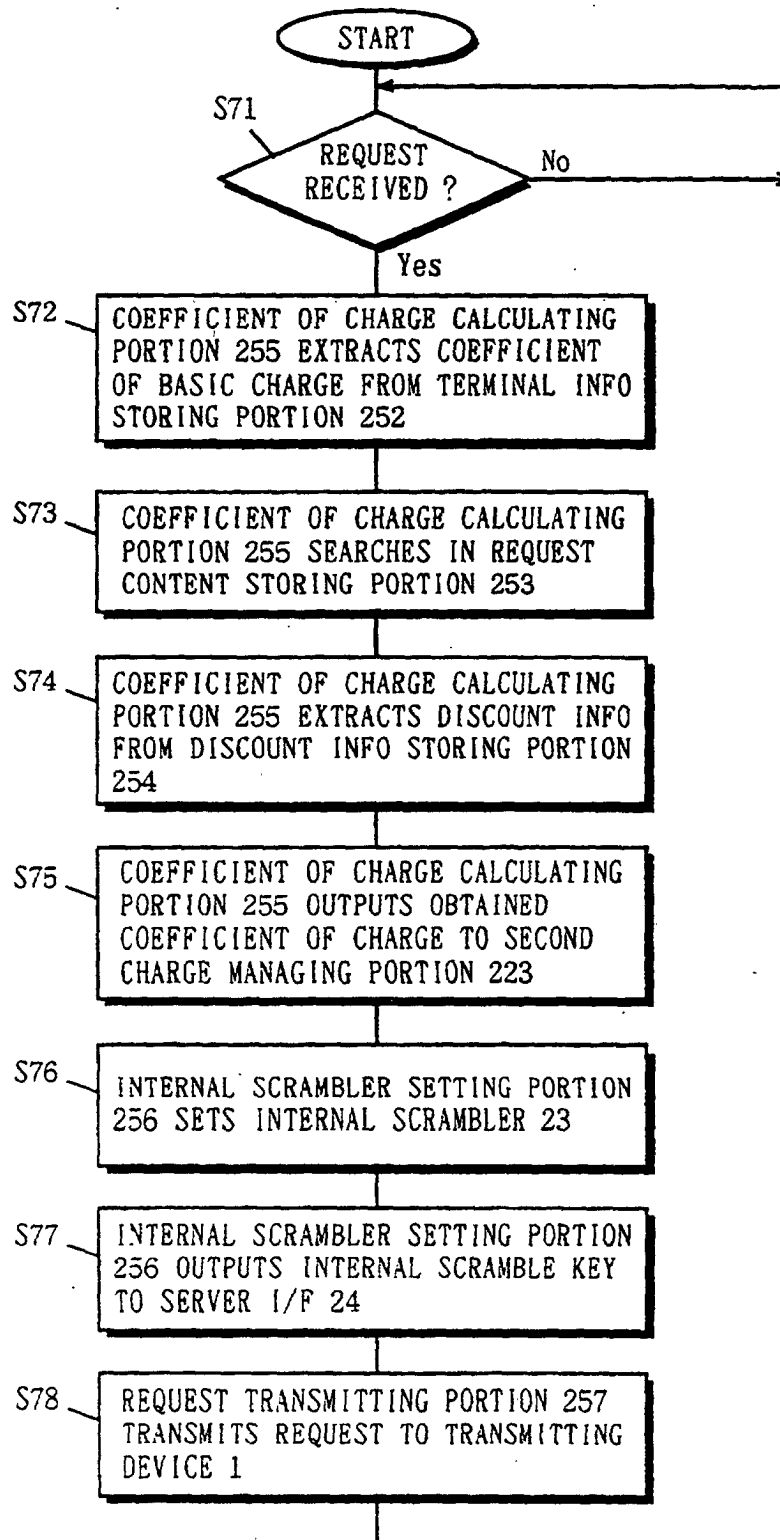 START
S71
REQUEST
RECEIVED ?
No
Yes
S72
COEFFICIENT OF CHARGE CALCULATING
PORTION 255 EXTRACTS COEFFICIENT
OF BASIC CHARGE FROM TERMINAL INFO
STORING PORTION 252
S73
COEFFICIENT OF CHARGE CALCULATING
PORTION 255 SEARCHES IN REQUEST
CONTENT STORING PORTION 253
S74
COEFFICIENT OF CHARGE CALCULATING
PORTION 255 EXTRACTS DISCOUNT INFO
FROM DISCOUNT INFO STORING PORTION
254
S75
COEFFICIENT OF CHARGE CALCULATING
PORTION 255 OUTPUTS OBTAINED
COEFFICIENT OF CHARGE TO SECOND
CHARGE MANAGING PORTION 223
S76
INTERNAL SCRAMBLER SETTING PORTION
256 SETS INTERNAL SCRAMBLER 23
S77
INTERNAL SCRAMBLER SETTING PORTION
256 OUTPUTS INTERNAL SCRAMBLE KEY
TO SERVER I/F 24
S78
REQUEST TRANSMITTING PORTION 257
TRANSMITS REQUEST TO TRANSMITTING
DEVICE 1